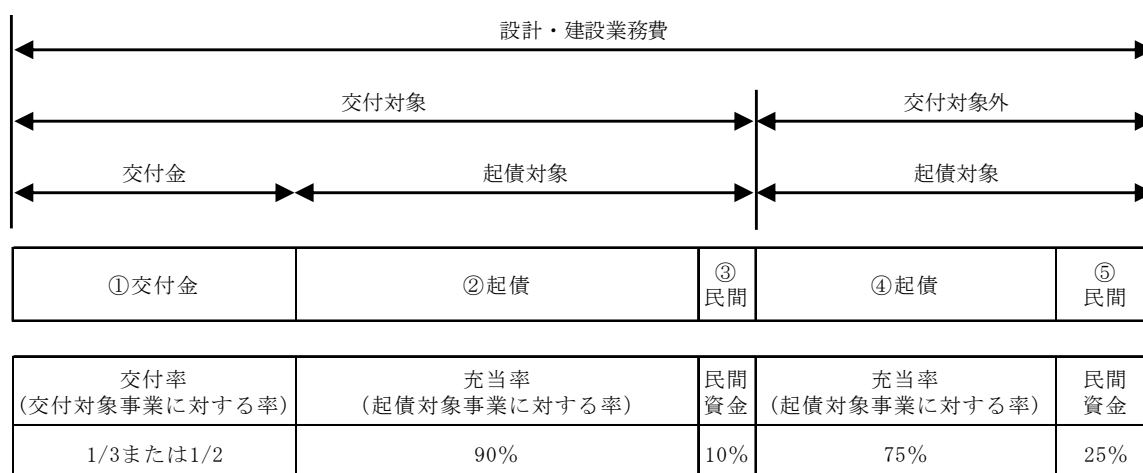 設計・建設業務費
交付対象
交付対象外
交付金
起債対象
起債対象
①交付金
②起債
③
民間
④起債
⑤
民間
交付率
(交付対象事業に対する率)
充当率
(起債対象事業に対する率)
民間
資金
充当率
(起債対象事業に対する率)
民間
資金
1/3または1/2
90%
10%
75%
25%